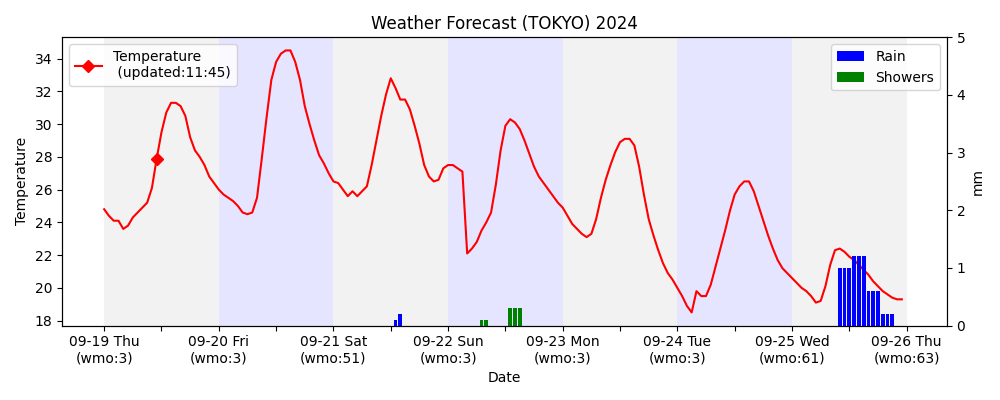 Weather Forecast (TOKYO) 2024
Temperature
(updated:11:45)
Rain
Showers
Temperature
34
32
30
28
26
24
22
20
18
5
4
3
2
1
0
mm
09-19 Thu
(wmo:3)
09-20 Fri
(wmo:3)
09-21 Sat
(wmo:51)
09-22 Sun
(wmo:3)
09-23 Mon
(wmo:3)
09-24 Tue
(wmo:3)
09-25 Wed
(wmo:61)
09-26 Thu
(wmo:63)
Date